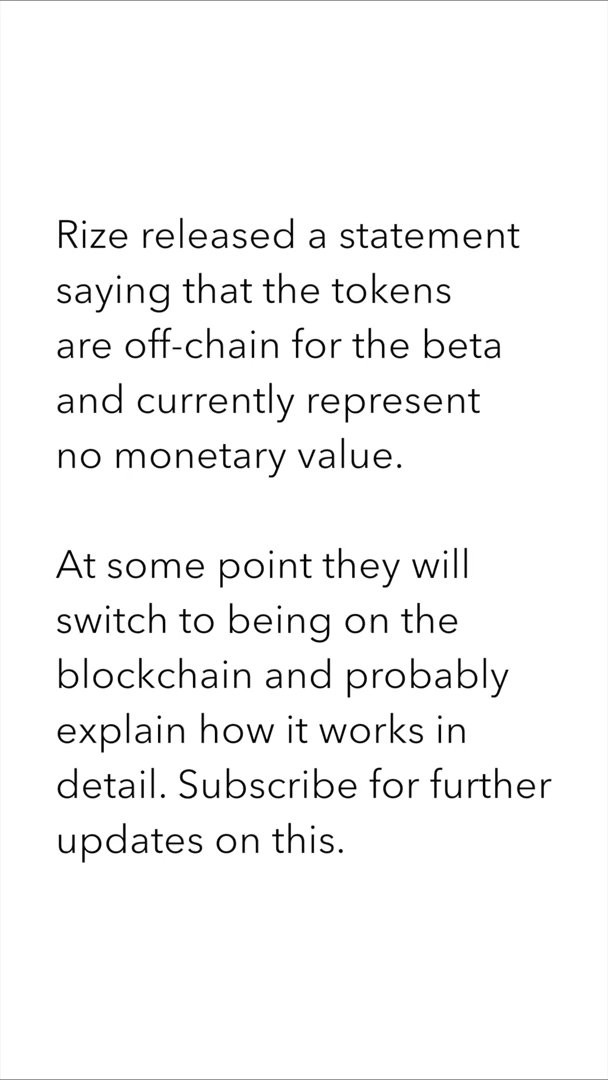 Rize released a statement
saying that the tokens
are off-chain for the beta
and currently represent
no monetary value.
At some point they will
switch to being on the
blockchain and probably
explain how it works in
detail. Subscribe for further
updates on this.